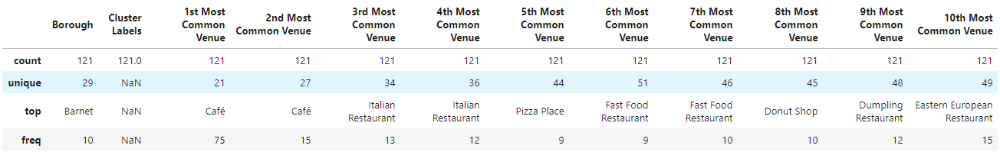 Borough Cluster Labels 1st Most Common Venue 2nd Most Common Venue 3rd Most Common Venue 4th Most Common Venue 5th Most Common Venue 6th Most Common Venue 7th Most Common Venue 8th Most Common Venue 9th Most Common Venue 10th Most Common Venue
count 121 121.0 121 121 121 121 121 121 121 121 121 121
unique 29 NaN 21 27 34 36 44 51 46 45 48 49
top Barnet NaN Café Café Italian Restaurant Italian Restaurant Pizza Place Fast Food Restaurant Fast Food Restaurant Donut Shop Dumpling Restaurant Eastern European Restaurant
freq 10 NaN 75 15 13 12 9 9 10 10 12 15